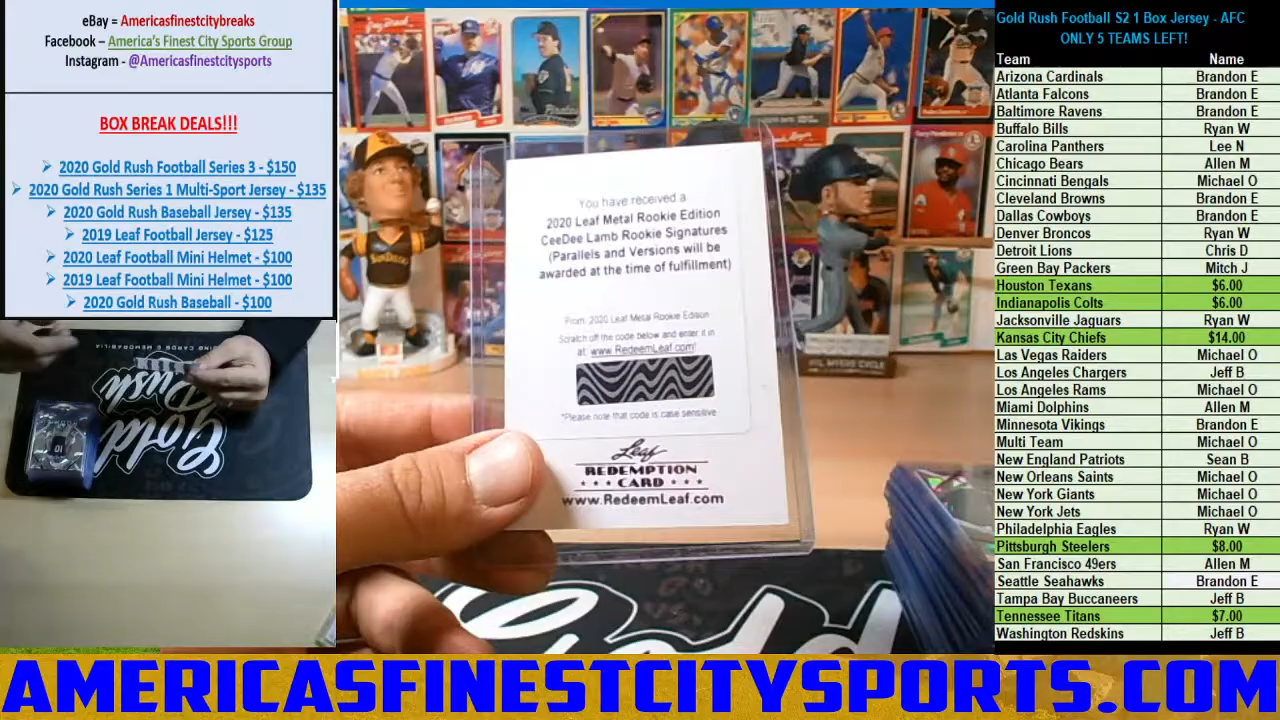 eBay = Americasfinestcitybreaks
Facebook – America's Finest City Sports Group
Instagram - @Americasfinestcitysports
BOX BREAK DEALS!!!
2020 Gold Rush Football Series 3 - $150
2020 Gold Rush Series 1 Multi-Sport Jersey - $135
2020 Gold Rush Baseball Jersey - $135
2019 Leaf Football Jersey - $125
2020 Leaf Football Mini Helmet - $100
2019 Leaf Football Mini Helmet - $100
2020 Gold Rush Baseball - $100
Gold Rush
You have received a
2020 Leaf Metal Rookie Edition
CeeDee Lamb Rookie Signatures
(Parallels and Versions will be
awarded at the time of fulfillment)
From: 2020 Leaf Metal Rookie Edition
Scratch off the code below and enter it in
at: www.RedeemLeaf.com!
*Please note that code is case sensitive
Leaf
REDEMPTION
CARD
www.RedeemLeaf.com
Gold
Gold Rush Football S2 1 Box Jersey - AFC
ONLY 5 TEAMS LEFT!
Team Name
Arizona Cardinals Brandon E
Atlanta Falcons Brandon E
Baltimore Ravens Brandon E
Buffalo Bills Ryan W
Carolina Panthers Lee N
Chicago Bears Allen M
Cincinnati Bengals Michael O
Cleveland Browns Brandon E
Dallas Cowboys Brandon E
Denver Broncos Ryan W
Detroit Lions Chris D
Green Bay Packers Mitch J
Houston Texans $6.00
Indianapolis Colts $6.00
Jacksonville Jaguars Ryan W
Kansas City Chiefs $14.00
Las Vegas Raiders Michael O
Los Angeles Chargers Jeff B
Los Angeles Rams Michael O
Miami Dolphins Allen M
Minnesota Vikings Brandon E
Multi Team Michael O
New England Patriots Sean B
New Orleans Saints Michael O
New York Giants Michael O
New York Jets Michael O
Philadelphia Eagles Ryan W
Pittsburgh Steelers $8.00
San Francisco 49ers Allen M
Seattle Seahawks Brandon E
Tampa Bay Buccaneers Jeff B
Tennessee Titans $7.00
Washington Redskins Jeff B
AMERICASFINESTCITYSPORTS.COM